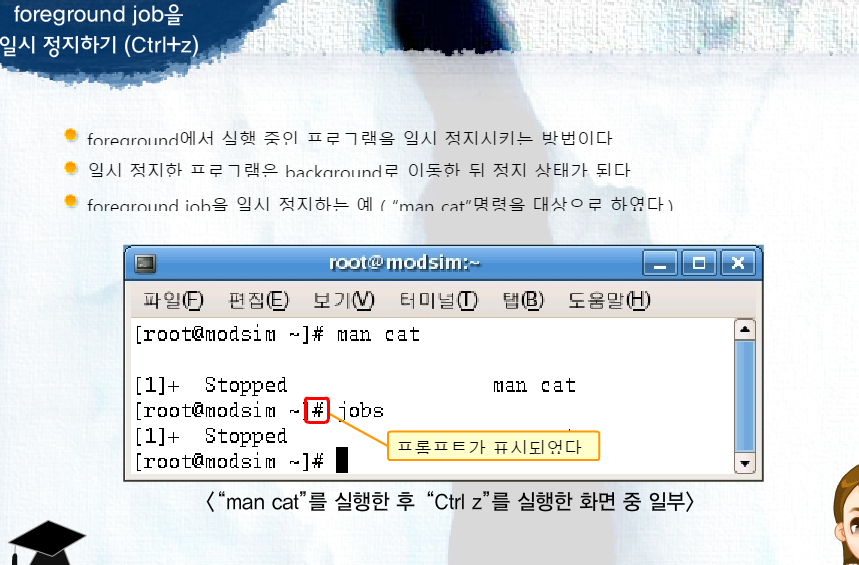 foreground job을
일시 정지하기 (Ctrl+z)
foreground에서 실행 중인 프로그램을 일시 정지시키는 방법이다
일시 정지한 프로그램은 background로 이동한 뒤 정지 상태가 된다
foreground job을 일시 정지하는 예 ( “man cat”명령을 대상으로 하였다)
root@modsim:~
파일(F) 편집(E) 보기(V) 터미널(T) 탭(B) 도움말(H)
[root@modsim ~]# man cat
[1]+ Stopped man cat
[root@modsim ~]# jobs
[1]+ Stopped
프롬프트가 표시되었다
[root@modsim ~]#
〈“man cat”를 실행한 후 “Ctrl z”를 실행한 화면 중 일부〉